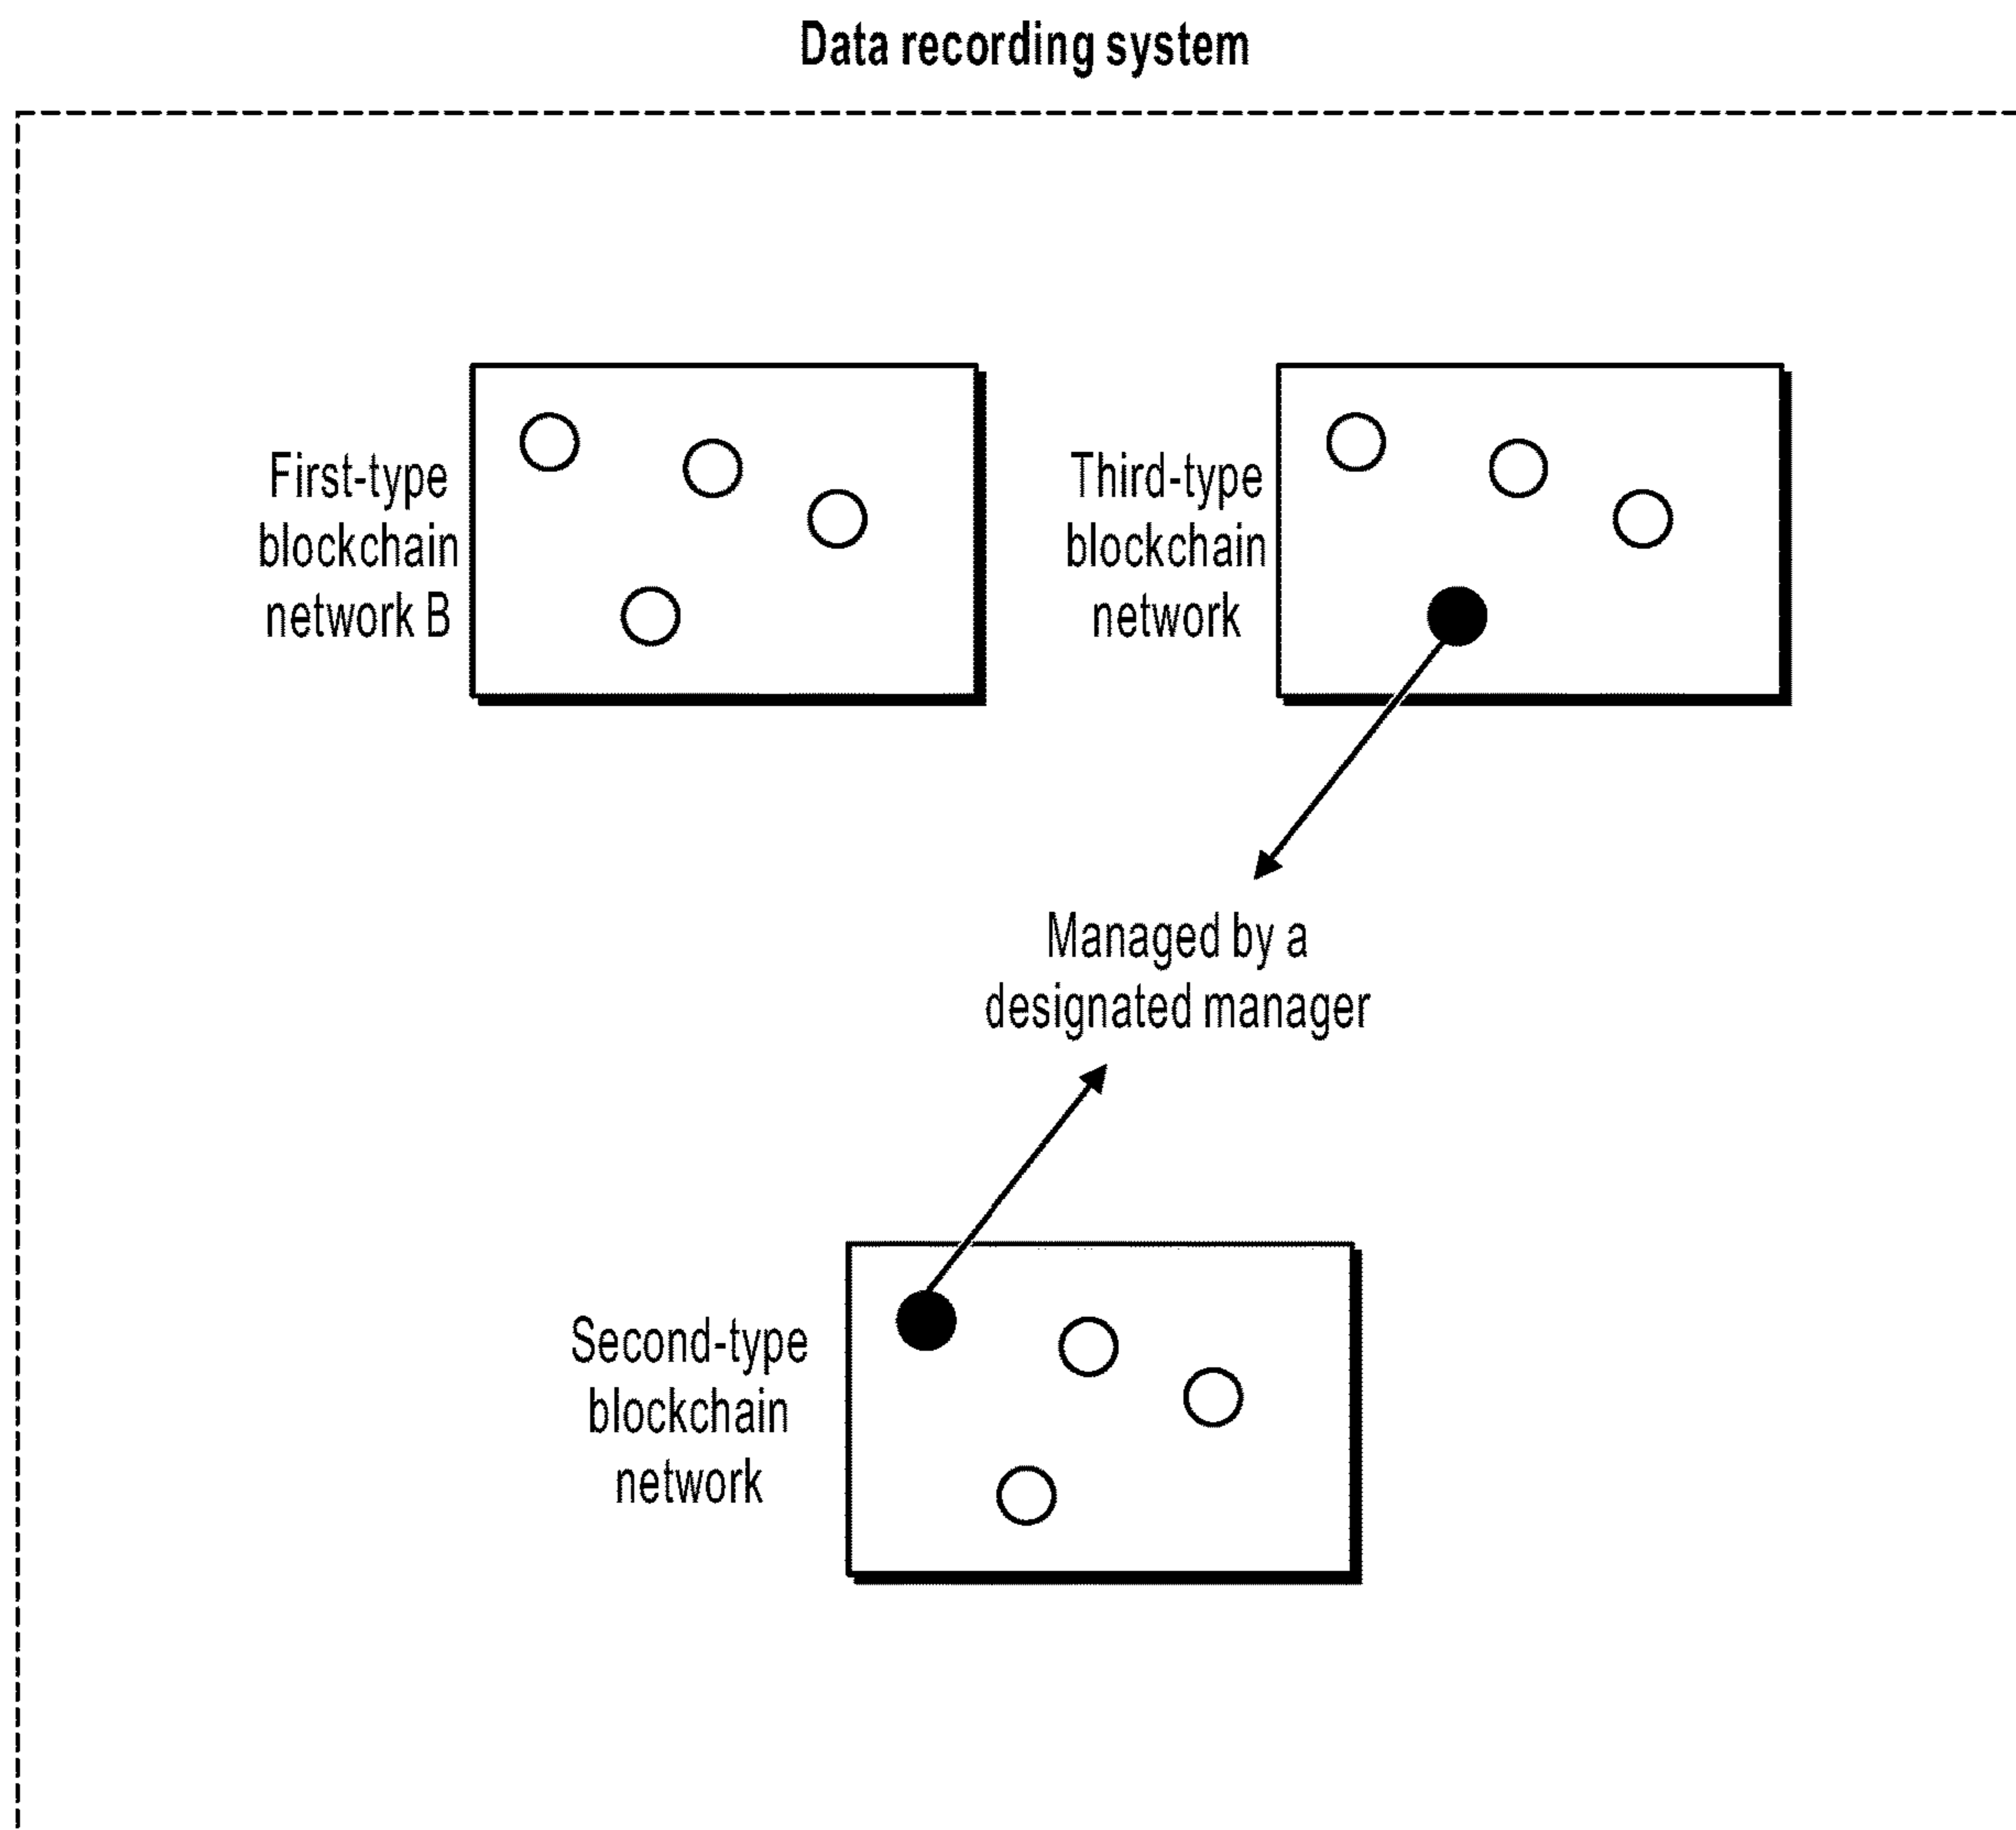 Data recording system
First-type
blockchain
network B
Third-type
blockchain
network
Managed by a
designated manager
Second-type
blockchain
network